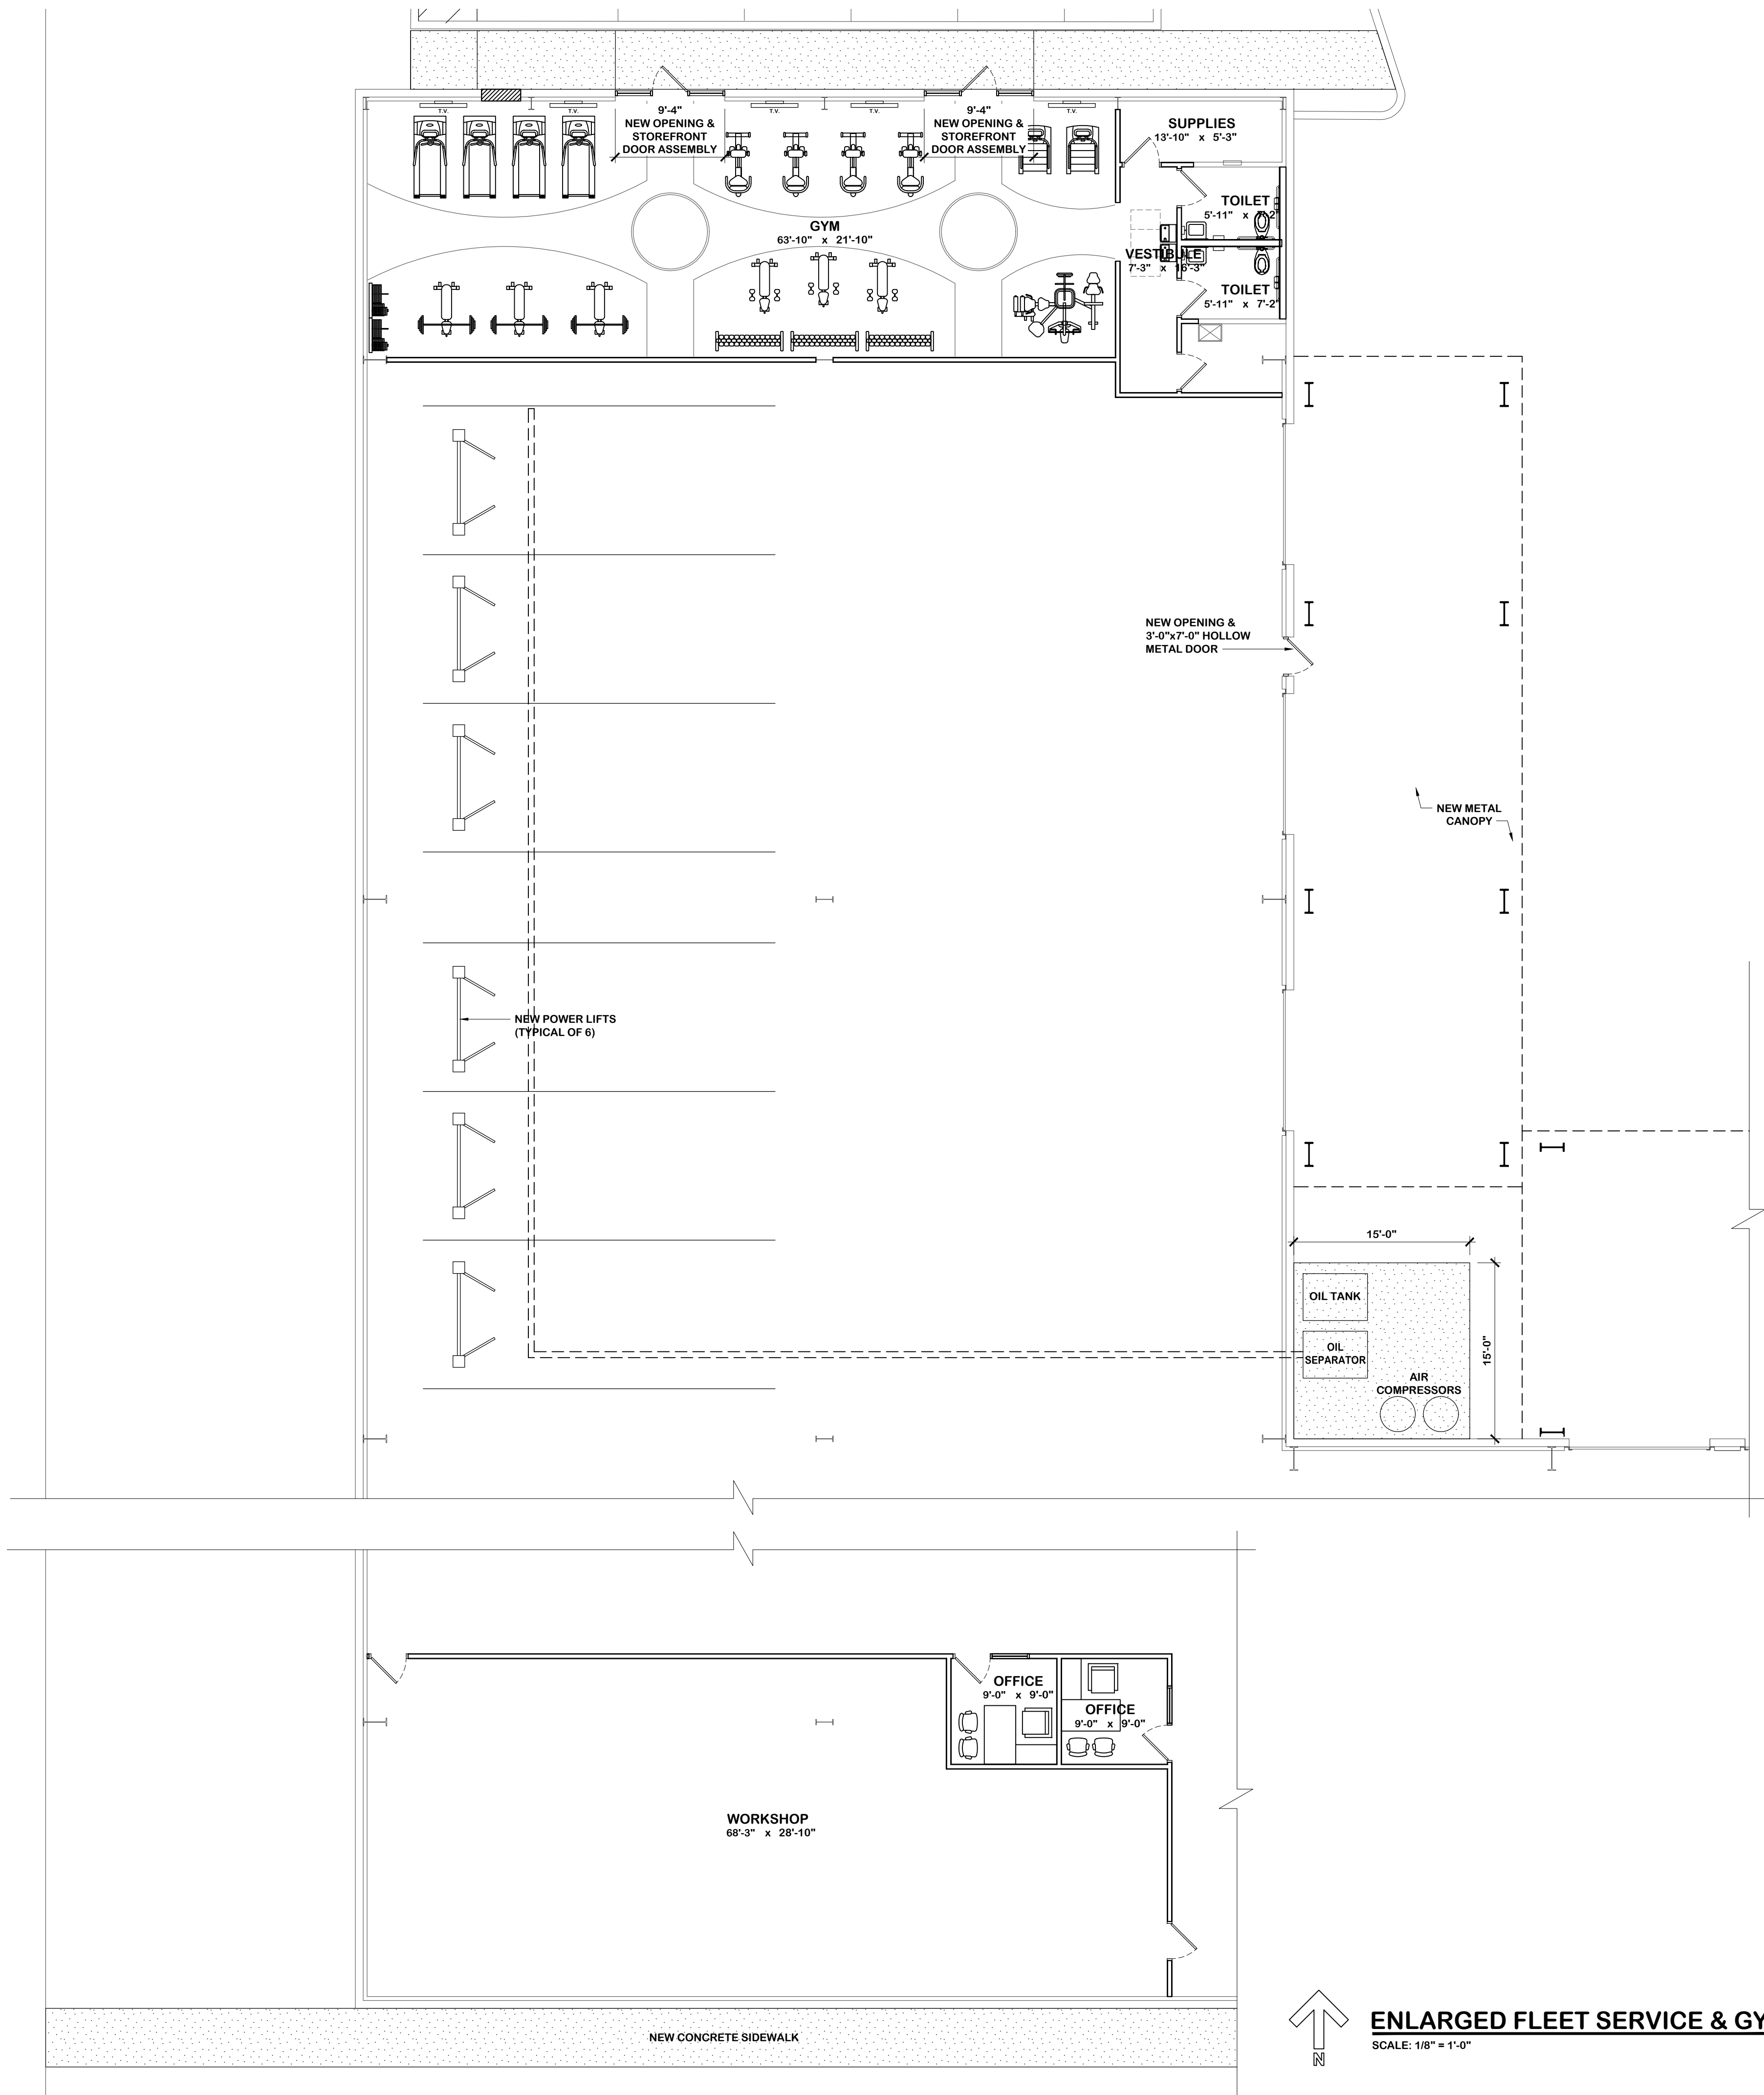 T.V.
T.V.
T.V.
T.V.
T.V.
9'-4"
NEW OPENING &
STOREFRONT
DOOR ASSEMBLY
9'-4"
NEW OPENING &
STOREFRONT
DOOR ASSEMBLY
SUPPLIES
13'-10" x 5'-3"
TOILET
5'-11" x 7'-2"
GYM
63'-10" x 21'-10"
VESTIBULE
7'-3" x 16'-3"
TOILET
5'-11" x 7'-2"
NEW OPENING &
3'-0"x7'-0" HOLLOW
METAL DOOR
NEW METAL
CANOPY
NEW POWER LIFTS
(TYPICAL OF 6)
15'-0"
15'-0"
OIL TANK
OIL
SEPARATOR
AIR
COMPRESSORS
OFFICE
9'-0" x 9'-0"
OFFICE
9'-0" x 9'-0"
WORKSHOP
68'-3" x 28'-10"
NEW CONCRETE SIDEWALK
N
ENLARGED FLEET SERVICE & GY
SCALE: 1/8" = 1'-0"